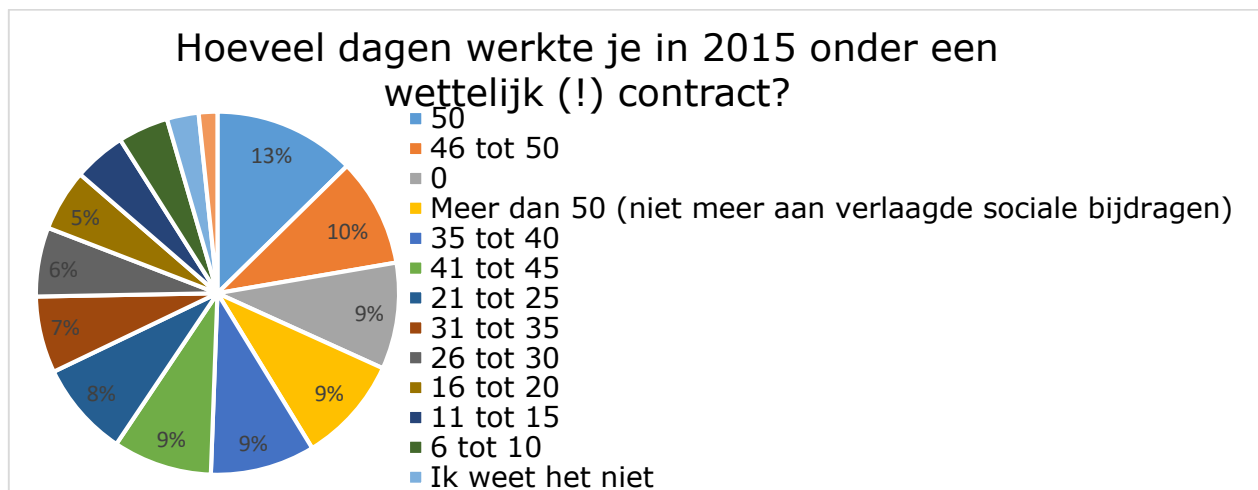 Hoeveel dagen werkte je in 2015 onder een
wettelijk (!) contract?
50
46 tot 50
0
Meer dan 50 (niet meer aan verlaagde sociale bijdragen)
35 tot 40
41 tot 45
21 tot 25
31 tot 35
26 tot 30
16 tot 20
11 tot 15
6 tot 10
Ik weet het niet
13%
10%
9%
9%
9%
9%
8%
7%
6%
5%